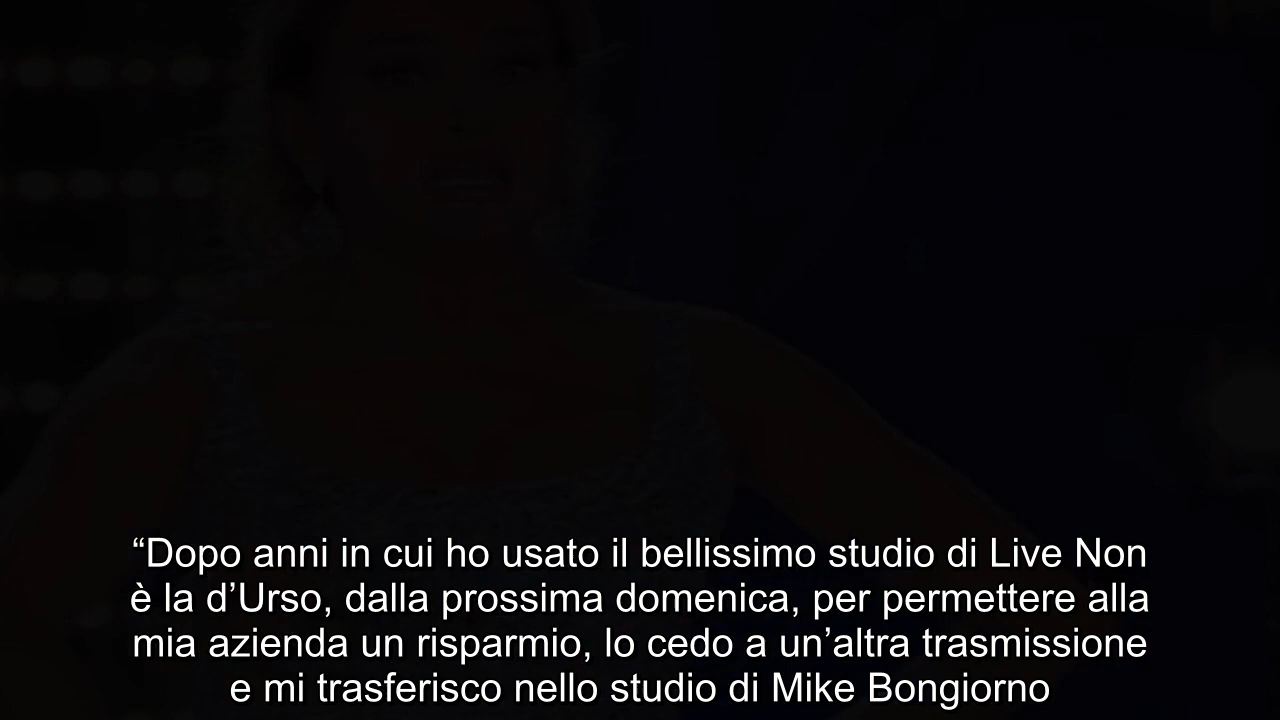 “Dopo anni in cui ho usato il bellissimo studio di Live Non
è la d’Urso, dalla prossima domenica, per permettere alla
mia azienda un risparmio, lo cedo a un’altra trasmissione
e mi trasferisco nello studio di Mike Bongiorno